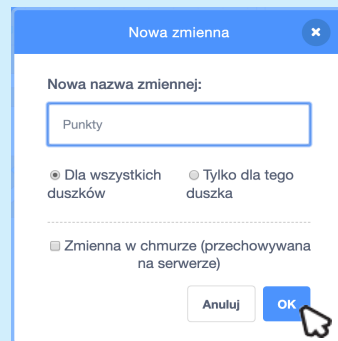 Nowa zmienna
Nowa nazwa zmiennej:
Punkty
Dla wszystkich duszków
Tylko dla tego duszka
Zmienna w chmurze (przechowywana
na serwerze)
Anuluj
OK